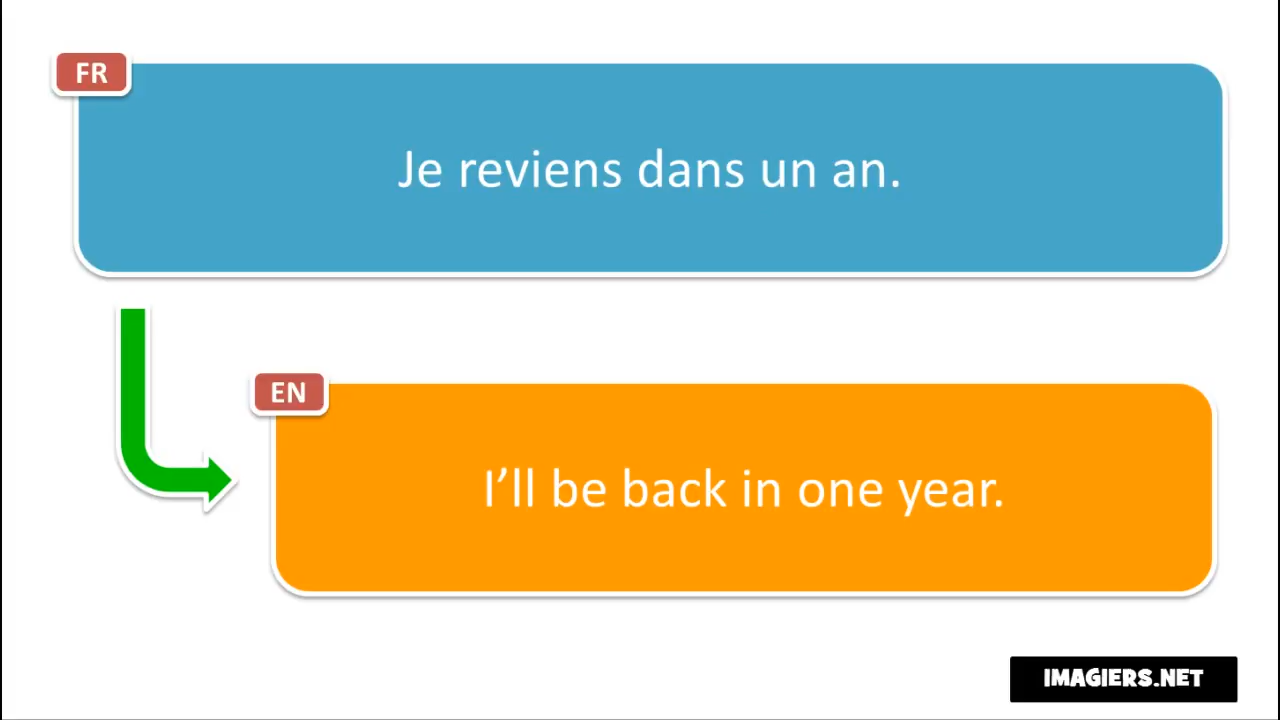 FR
Je reviens dans un an.
EN
I’ll be back in one year.
IMAGIERS.NET